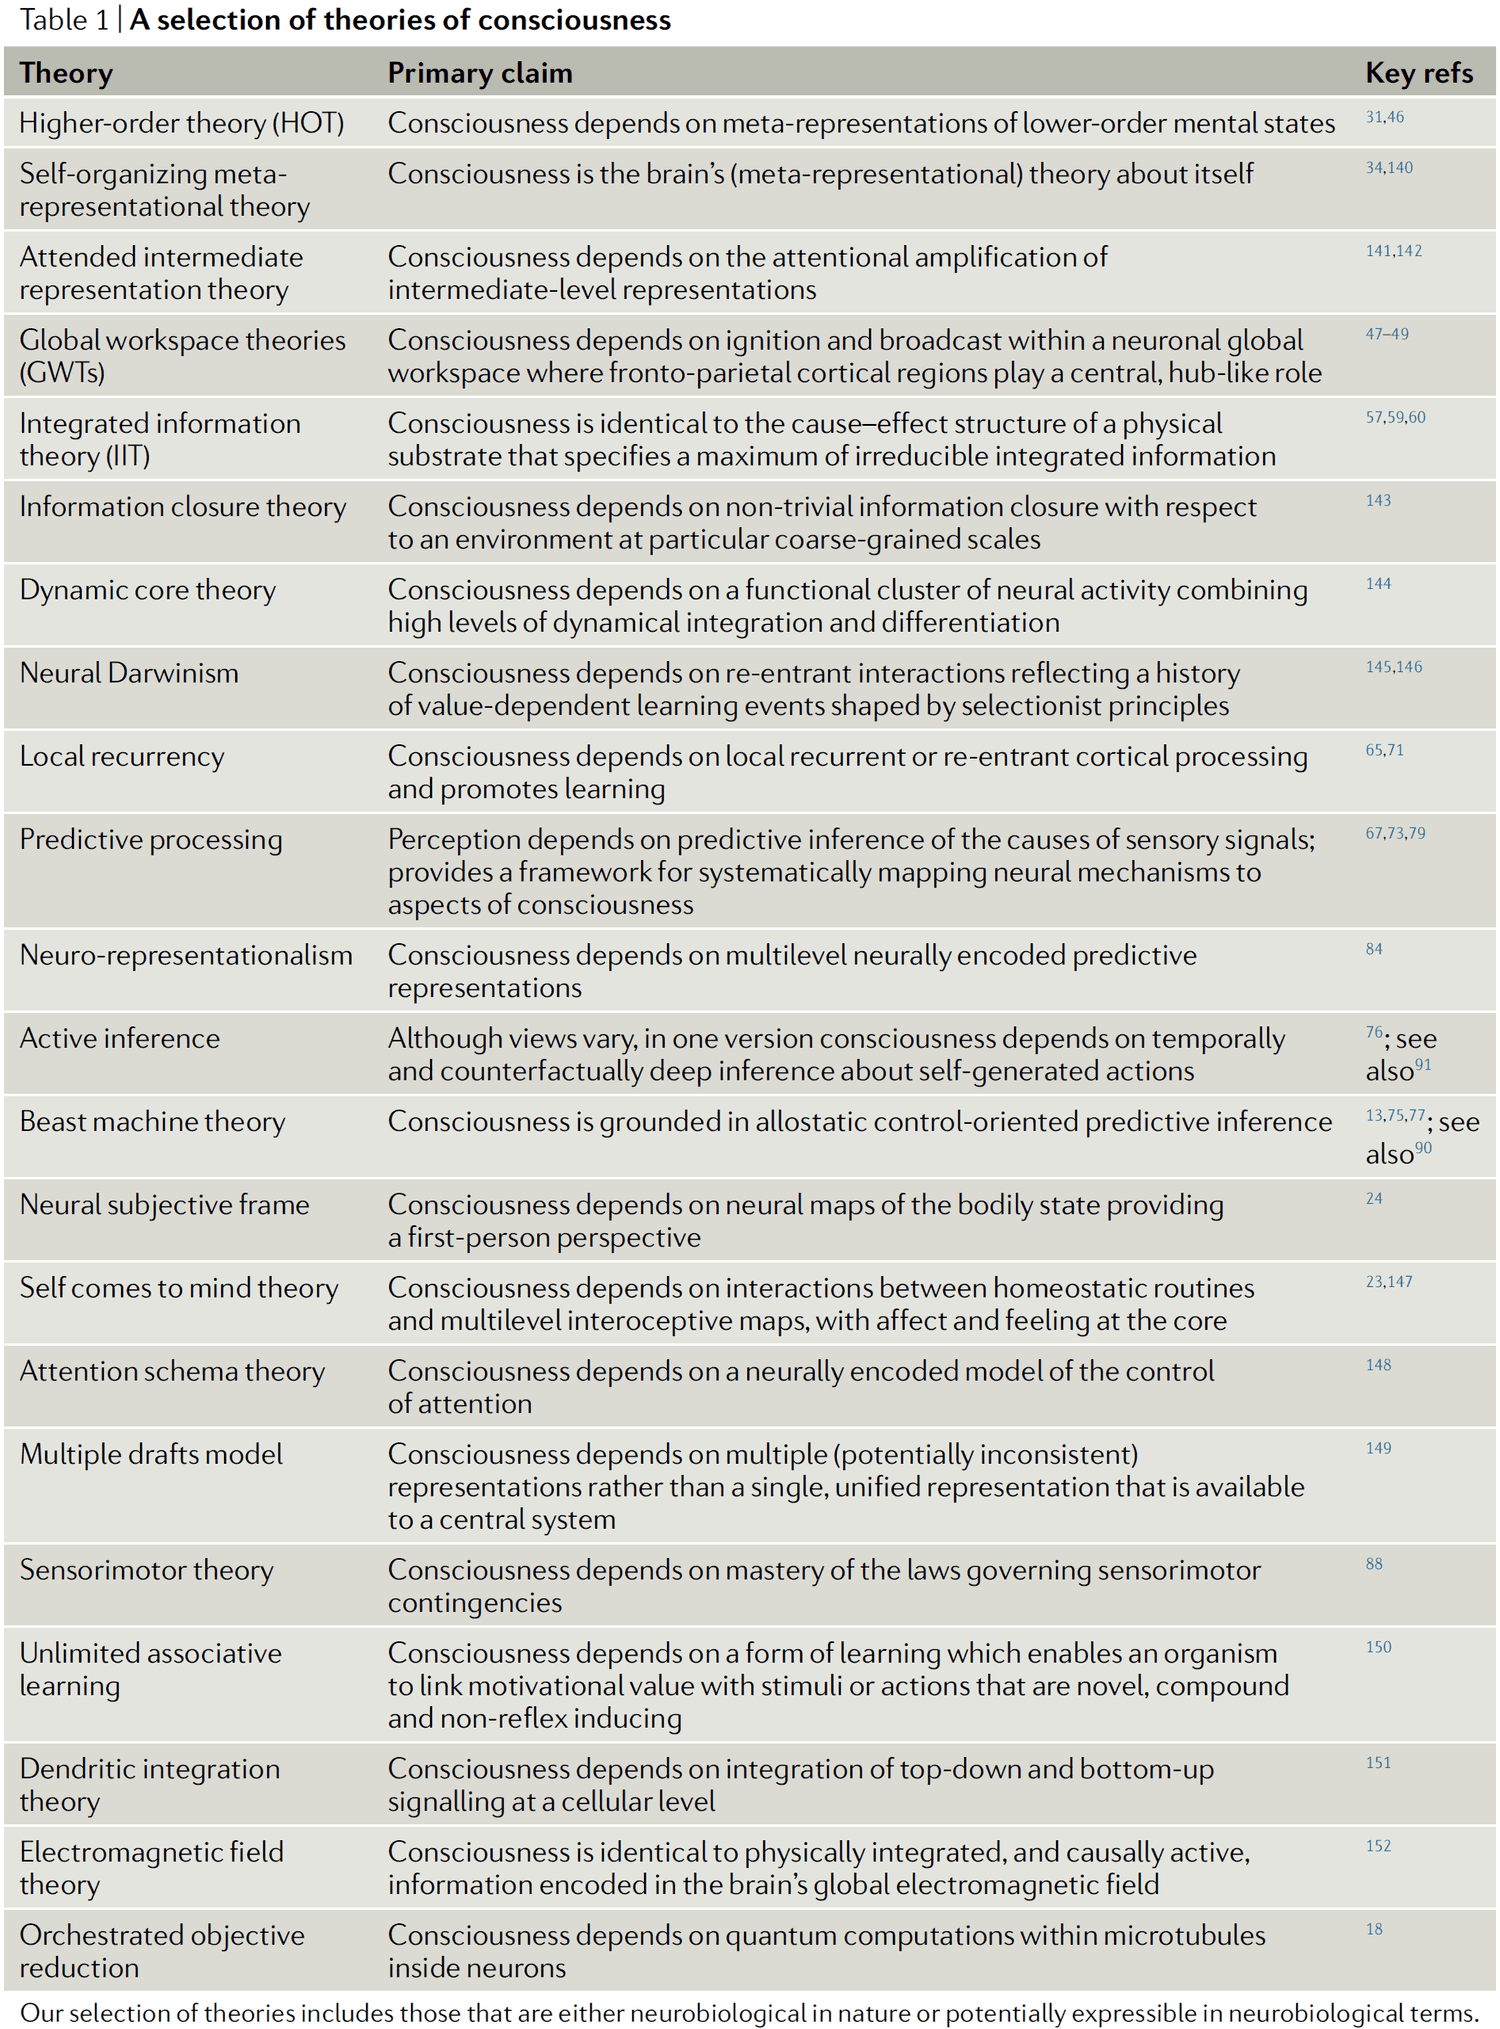 Table 1 | A selection of theories of consciousness
Theory Primary claim Key refs
Higher-order theory (HOT) Consciousness depends on meta-representations of lower-order mental states 31,46
Self-organizing meta- Consciousness is the brain’s (meta-representational) theory about itself 34,140
representational theory
Attended intermediate Consciousness depends on the attentional amplification of 141,142
representation theory intermediate-level representations
Global workspace theories Consciousness depends on ignition and broadcast within a neuronal global 47–49
(GWTs) workspace where fronto-parietal cortical regions play a central, hub-like role
Integrated information Consciousness is identical to the cause–effect structure of a physical 57,59,60
theory (IIT) substrate that specifies a maximum of irreducible integrated information
Information closure theory Consciousness depends on non-trivial information closure with respect 143
to an environment at particular coarse-grained scales
Dynamic core theory Consciousness depends on a functional cluster of neural activity combining 144
high levels of dynamical integration and differentiation
Neural Darwinism Consciousness depends on re-entrant interactions reflecting a history 145,146
of value-dependent learning events shaped by selectionist principles
Local recurrency Consciousness depends on local recurrent or re-entrant cortical processing 65,71
and promotes learning
Predictive processing Perception depends on predictive inference of the causes of sensory signals; 67,73,79
provides a framework for systematically mapping neural mechanisms to
aspects of consciousness
Neuro-representationalism Consciousness depends on multilevel neurally encoded predictive 84
representations
Active inference Although views vary, in one version consciousness depends on temporally 76; see
and counterfactually deep inference about self-generated actions also91
Beast machine theory Consciousness is grounded in allostatic control-oriented predictive inference 13,75,77; see
also90
Neural subjective frame Consciousness depends on neural maps of the bodily state providing 24
a first-person perspective
Self comes to mind theory Consciousness depends on interactions between homeostatic routines 23,147
and multilevel interoceptive maps, with affect and feeling at the core
Attention schema theory Consciousness depends on a neurally encoded model of the control 148
of attention
Multiple drafts model Consciousness depends on multiple (potentially inconsistent) 149
representations rather than a single, unified representation that is available
to a central system
Sensorimotor theory Consciousness depends on mastery of the laws governing sensorimotor 88
contingencies
Unlimited associative Consciousness depends on a form of learning which enables an organism 150
learning to link motivational value with stimuli or actions that are novel, compound
and non-reflex inducing
Dendritic integration Consciousness depends on integration of top-down and bottom-up 151
theory signalling at a cellular level
Electromagnetic field Consciousness is identical to physically integrated, and causally active, 152
theory information encoded in the brain’s global electromagnetic field
Orchestrated objective Consciousness depends on quantum computations within microtubules 18
reduction inside neurons
Our selection of theories includes those that are either neurobiological in nature or potentially expressible in neurobiological terms.